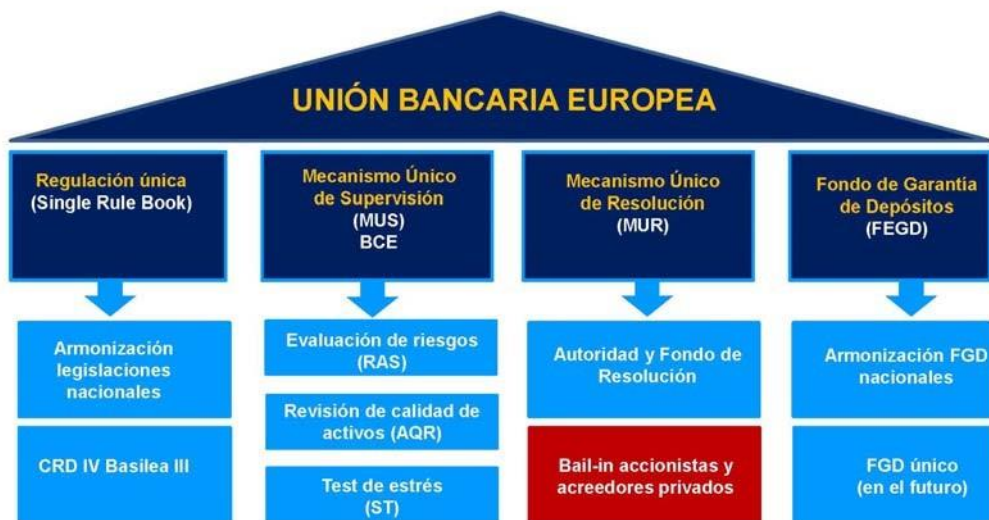 UNIÓN BANCARIA EUROPEA
Regulación única
(Single Rule Book)
Armonización
legislaciones
nacionales
CRD IV Basilea III
Mecanismo Único
de Supervisión
(MUS)
BCE
Evaluación de riesgos
(RAS)
Revisión de calidad de
activos (AQR)
Test de estrés
(ST)
Mecanismo Único
de Resolución
(MUR)
Autoridad y Fondo de
Resolución
Bail-in accionistas y
acreedores privados
Fondo de Garantía
de Depósitos
(FEGD)
Armonización FGD
nacionales
FGD único
(en el futuro)